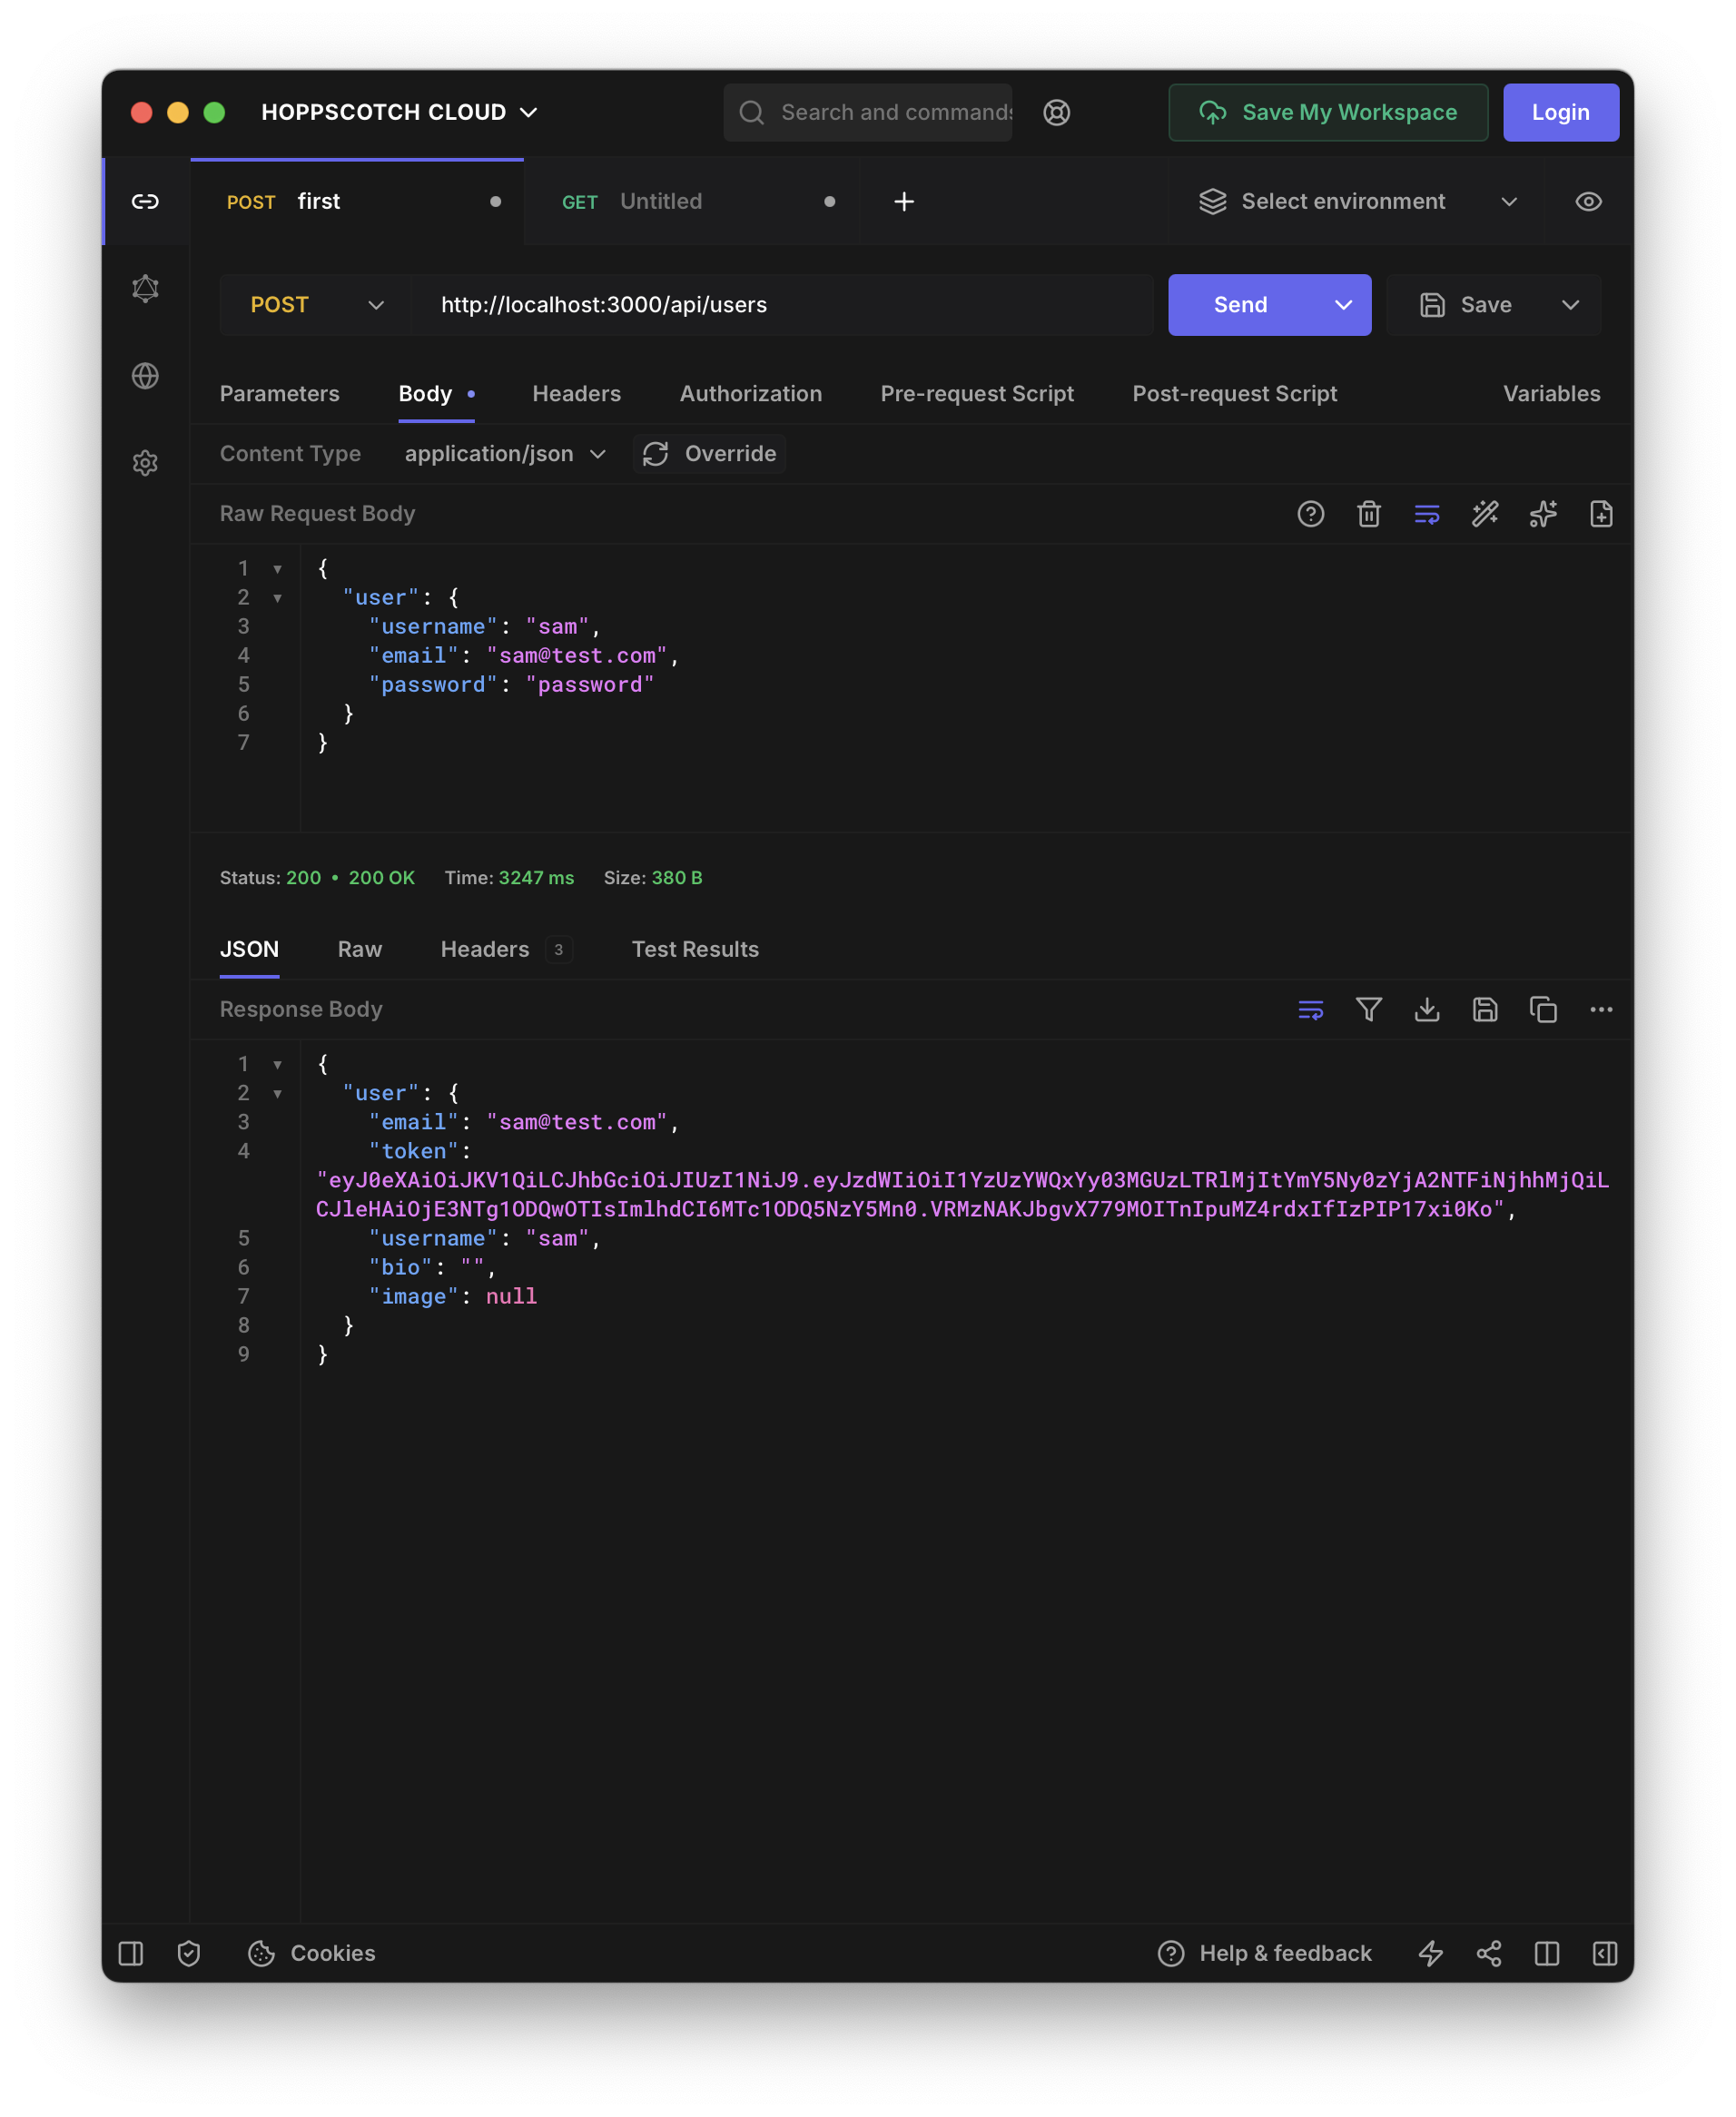 HOPPSCOTCH CLOUD
Search and commands
Save My Workspace
Login
POST first
GET Untitled
Select environment
POST
http://localhost:3000/api/users
Send
Save
Parameters
Body
Headers
Authorization
Pre-request Script
Post-request Script
Variables
Content Type
application/json
Override
Raw Request Body
1 {
2 "user": {
3 "username": "sam",
4 "email": "sam@test.com",
5 "password": "password"
6 }
7 }
Status: 200 • 200 OK Time: 3247 ms Size: 380 B
JSON
Raw
Headers 3
Test Results
Response Body
1 {
2 "user": {
3 "email": "sam@test.com",
4 "token":
"eyJ0eXAiOiJKV1QiLCJhbGciOiJIUzI1NiJ9.eyJzdWIiOiI1YzUzYWQxYy03MGUzLTRlMjItYmY5Ny0zYjA2NTFiNjhhMjQiL
CJleHAiOjE3NTg1ODQwOTIsImlhdCI6MTc1ODQ5NzY5Mn0.VRMzNAKJbgvX779MOITnIpuMZ4rdxIfIzPIP17xi0Ko",
5 "username": "sam",
6 "bio": "",
7 "image": null
8 }
9 }
Cookies
Help & feedback